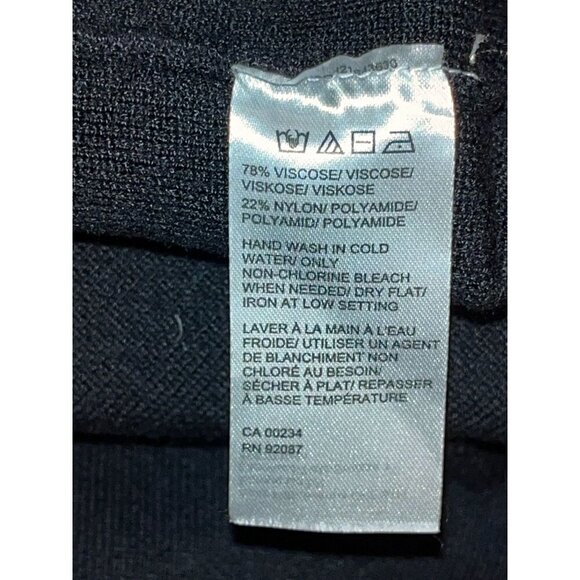 78% VISCOSE/ VISCOSE/
VISKOSE/ VISKOSE
22% NYLON/ POLYAMIDE/
POLYAMID/ POLYAMIDE
HAND WASH IN COLD
WATER/ ONLY
NON-CHLORINE BLEACH
WHEN NEEDED/ DRY FLAT/
IRON AT LOW SETTING
LAVER À LA MAIN À L'EAU
FROIDE/ UTILISER UN AGENT
DE BLANCHIMENT NON
CHLORÉ AU BESOIN/
SÉCHER À PLAT/ REPASSER
À BASSE TEMPÉRATURE
CA 00234
RN 92087